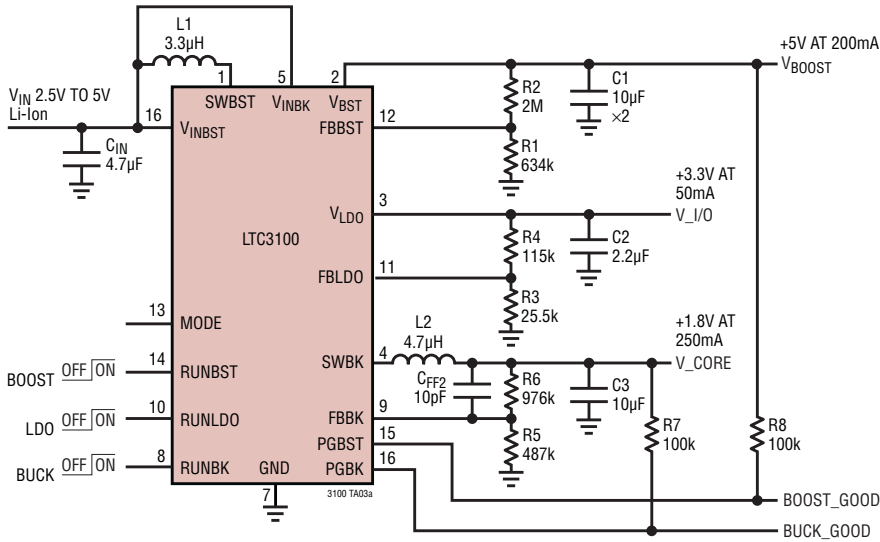 L1
3.3µH
1
5
2
+5V AT 200mA
V_BOOST
SWBST
V_INBK
V_BST
R2
2M
C1
10µF
×2
V_IN 2.5V TO 5V
Li-Ion
16
V_INBST
FBBST
12
C_IN
4.7µF
R1
634k
+3.3V AT
50mA
V_I/O
V_LDO
3
LTC3100
R4
115k
C2
2.2µF
FBLDO
11
R3
25.5k
13
MODE
L2
4.7µH
+1.8V AT
250mA
V_CORE
BOOST OFF ON
14
RUNBST
SWBK
4
C_FF2
10pF
R6
976k
C3
10µF
LDO OFF ON
10
RUNLDO
FBBK
9
R7
100k
R8
100k
PGBST
15
R5
487k
BUCK OFF ON
8
RUNBK
GND
PGBK
16
7
3100 TA03a
BOOST_GOOD
BUCK_GOOD